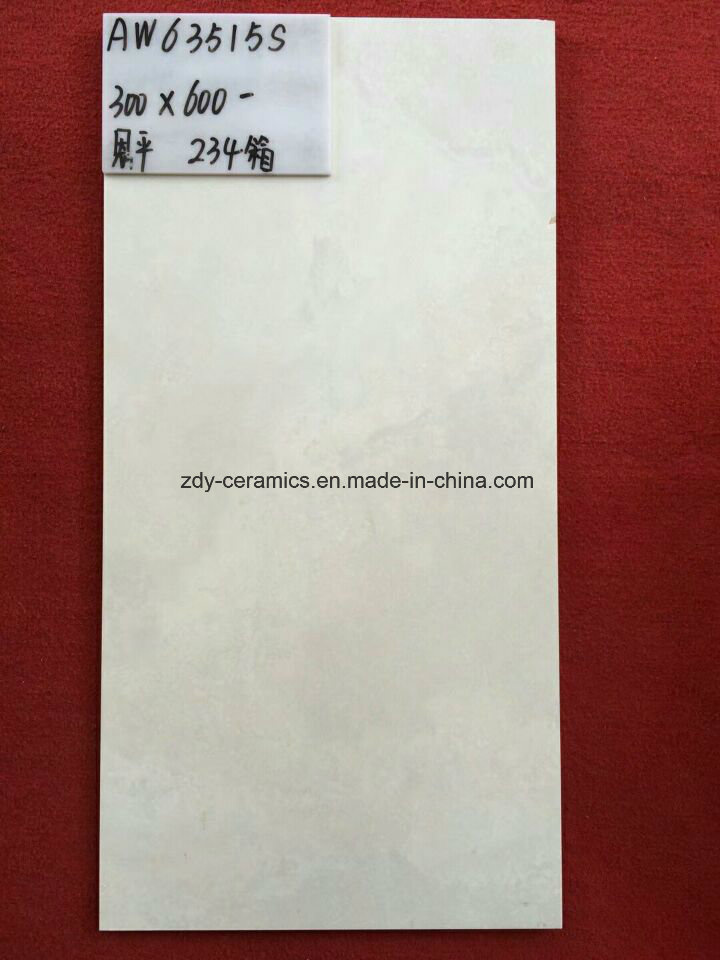 AW63515S
300 x 600 -
平 234箱
zdy-ceramics.en.made-in-china.com